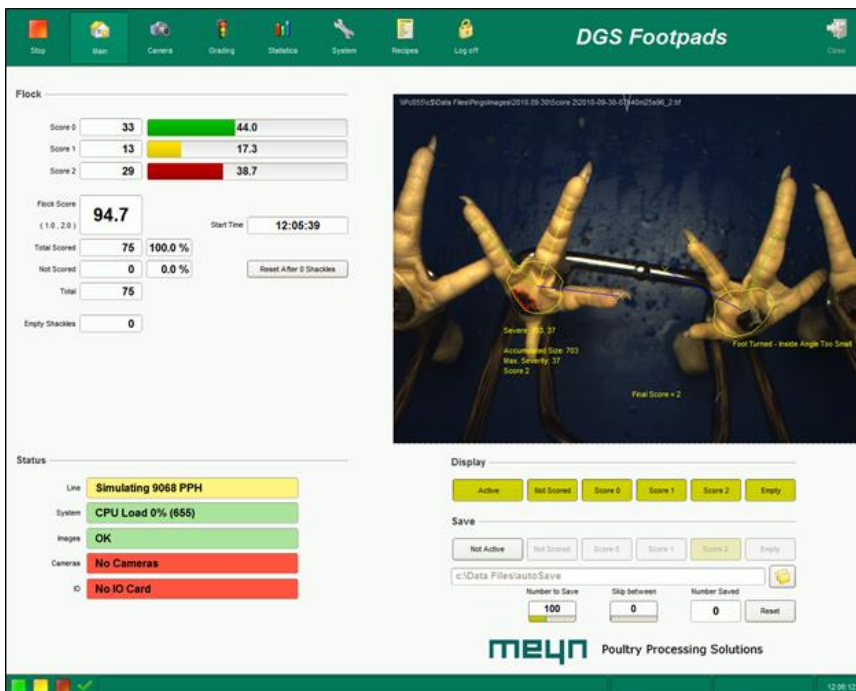 DGS Footpads
Stop
Main
Camera
Grading
Statistics
System
Recipes
Log off
Close
Flock
Score 0 33 44.0
Score 1 13 17.3
Score 2 29 38.7
Flock Score
( 1.0 , 2.0 ) 94.7
Start Time 12:05:39
Total Scored 75 100.0 %
Not Scored 0 0.0 %
Reset After 0 Shackles
Total 75
Empty Shackles 0
Accumulated Size: 703
Max. Severity: 37
Score 2
Foot Turned - Inside Angle Too Small
Final Score = 2
Status
Line Simulating 9068 PPH
System CPU Load 0% (655)
Images OK
Cameras No Cameras
IO No IO Card
Display
Active Not Scored Score 0 Score 1 Score 2 Empty
Save
Not Active Not Scored Score 0 Score 1 Score 2 Empty
c:\Data Files\autoSave
Number to Save Skip between Number Saved
100 0 0 Reset
meyn Poultry Processing Solutions
12:06:12